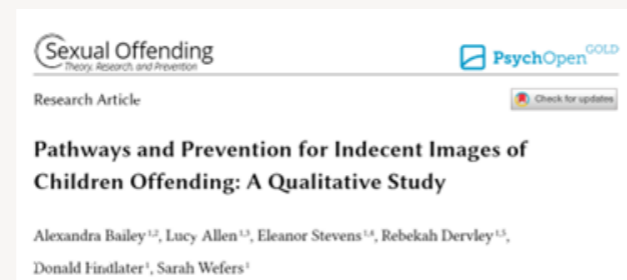 Sexual Offending
Theory, Research, and Prevention
PsychOpen GOLD
Research Article
Check for updates
Pathways and Prevention for Indecent Images of
Children Offending: A Qualitative Study
Alexandra Bailey 1,2, Lucy Allen 1,3, Eleanor Stevens 1,4, Rebekah Dervley 1,5,
Donald Findlater 1, Sarah Wefers 1